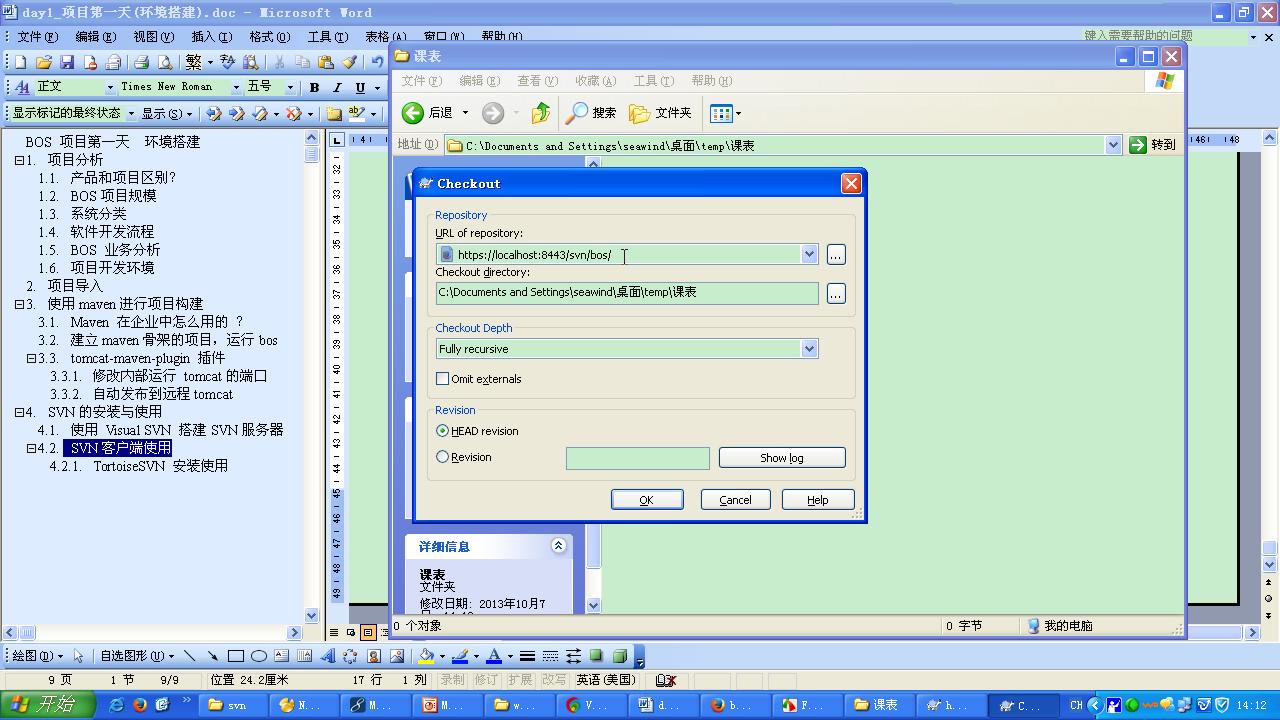 day1_项目第一天(环境搭建).doc - Microsoft Word
文件(F) 编辑(E) 视图(V) 插入(I) 格式(O) 工具(T) 表格(A) 窗口(W) 帮助(H) 键入需要帮助的问题
正文 Times New Roman 五号 B I U
显示标记的最终状态 显示(S)
BOS 项目第一天 环境搭建
1. 项目分析
1.1. 产品和项目区别?
1.2. BOS 项目规模
1.3. 系统分类
1.4. 软件开发流程
1.5. BOS 业务分析
1.6. 项目开发环境
2. 项目导入
3. 使用 maven 进行项目构建
3.1. Maven 在企业中怎么用的 ?
3.2. 建立 maven 骨架的项目，运行 bos
3.3. tomcat-maven-plugin 插件
3.3.1. 修改内部运行 tomcat 的端口
3.3.2. 自动发布到远程 tomcat
4. SVN 的安装与使用
4.1. 使用 Visual SVN 搭建 SVN 服务器
4.2. SVN 客户端使用
4.2.1. TortoiseSVN 安装使用
课表
文件(F) 编辑(E) 查看(V) 收藏(A) 工具(T) 帮助(H)
后退 搜索 文件夹
地址(D) C:\Documents and Settings\seawind\桌面\temp\课表 转到
Checkout
Repository
URL of repository:
https://localhost:8443/svn/bos/
...
Checkout directory:
C:\Documents and Settings\seawind\桌面\temp\课表
...
Checkout Depth
Fully recursive
Omit externals
Revision
HEAD revision
Revision
Show log
OK Cancel Help
详细信息
课表
文件夹
修改日期: 2013年10月7
0 个对象 0 字节 我的电脑
绘图(D) 自选图形(U)
9 页 1 节 9/9 位置 24.2厘米 17 行 1 列 录制 修订 扩展 改写 英语(美国)
开始 svn N... M... M... w... V... d... b... F... 课表 h... C... CH 14:12